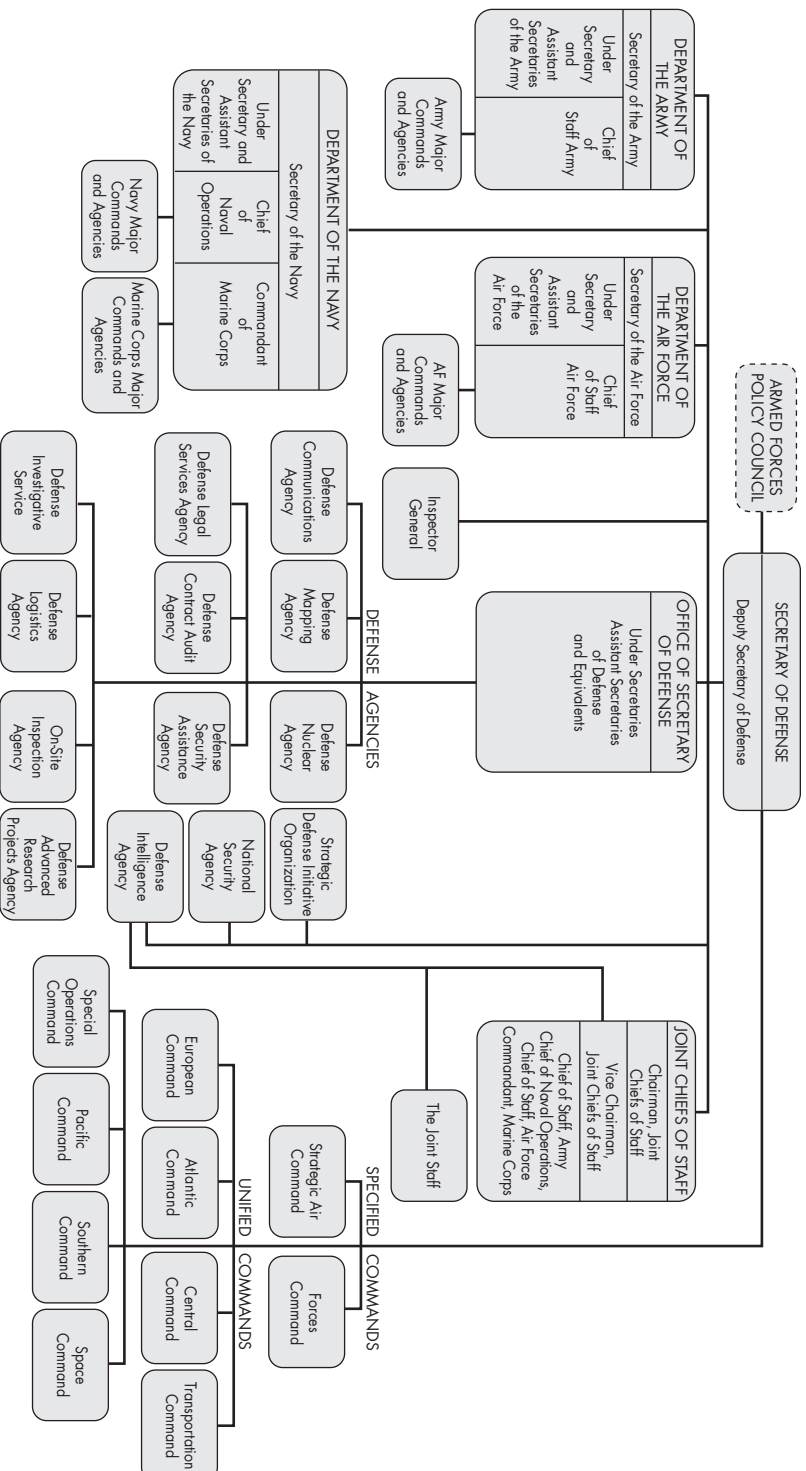 ARMED FORCES
POLICY COUNCIL
SECRETARY OF DEFENSE
Deputy Secretary of Defense
DEPARTMENT OF
THE ARMY
Secretary of the Army
Under
Secretary
and
Assistant
Secretaries
of the Army
Chief
of
Staff Army
Army Major
Commands
and Agencies
DEPARTMENT OF THE NAVY
Secretary of the Navy
Under
Secretary and
Assistant
Secretaries of
the Navy
Chief
of
Naval
Operations
Commandant
of
Marine Corps
Navy Major
Commands
and Agencies
Marine Corps Major
Commands and
Agencies
DEPARTMENT OF
THE AIR FORCE
Secretary of the Air Force
Under
Secretary
and
Assistant
Secretaries
of the
Air Force
Chief
of Staff
Air Force
AF Major
Commands
and Agencies
Inspector
General
OFFICE OF SECRETARY
OF DEFENSE
Under Secretaries
Assistant Secretaries
of Defense
and Equivalents
DEFENSE AGENCIES
Defense
Communications
Agency
Defense
Mapping
Agency
Defense
Nuclear
Agency
Strategic
Defense Initiative
Organization
Defense Legal
Services Agency
Defense
Contract Audit
Agency
Defense
Security
Assistance
Agency
National
Security
Agency
Defense
Intelligence
Agency
Defense
Investigative
Service
Defense
Logistics
Agency
On-Site
Inspection
Agency
Defense
Advanced
Research
Projects Agency
JOINT CHIEFS OF STAFF
Chairman, Joint
Chiefs of Staff
Vice Chairman,
Joint Chiefs of Staff
Chief of Staff, Army
Chief of Naval Operations,
Chief of Staff, Air Force
Commandant, Marine Corps
The Joint Staff
SPECIFIED COMMANDS
Strategic Air
Command
Forces
Command
UNIFIED COMMANDS
European
Command
Atlantic
Command
Central
Command
Transportation
Command
Special
Operations
Command
Pacific
Command
Southern
Command
Space
Command